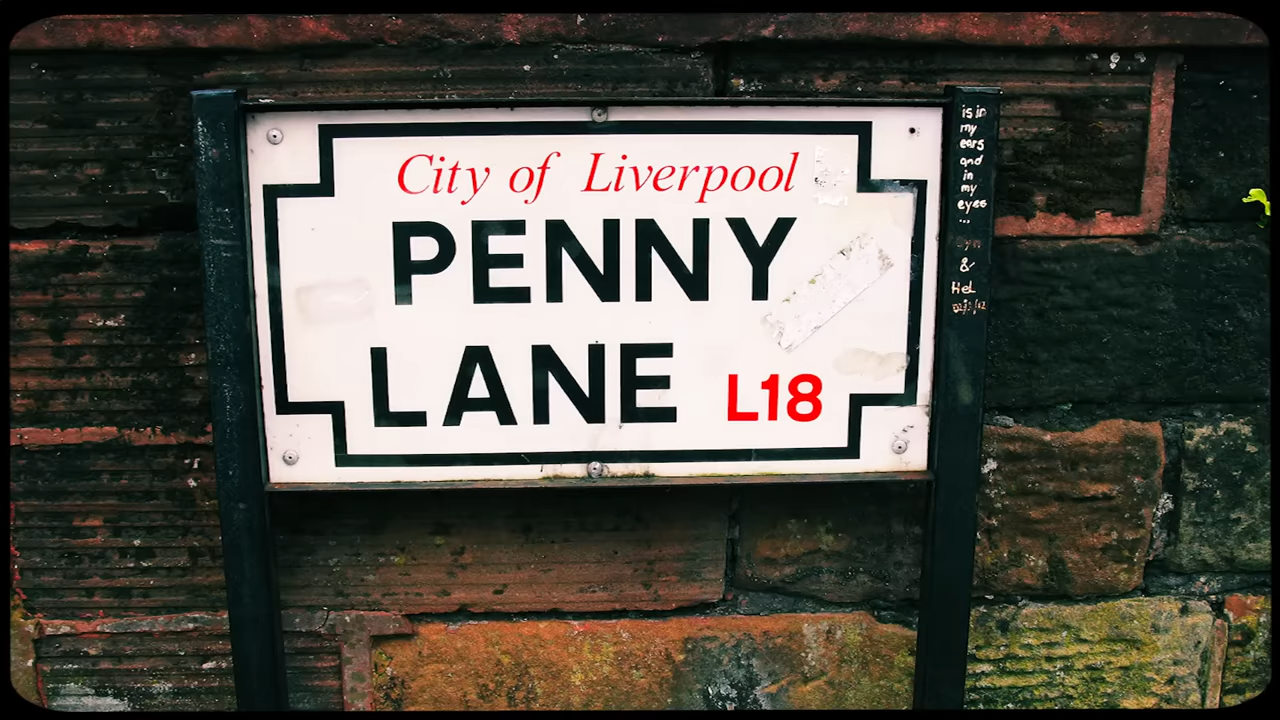 City of Liverpool
PENNY
LANE L18
is in
my
ears
and
in
my
eyes
...
&
Hel